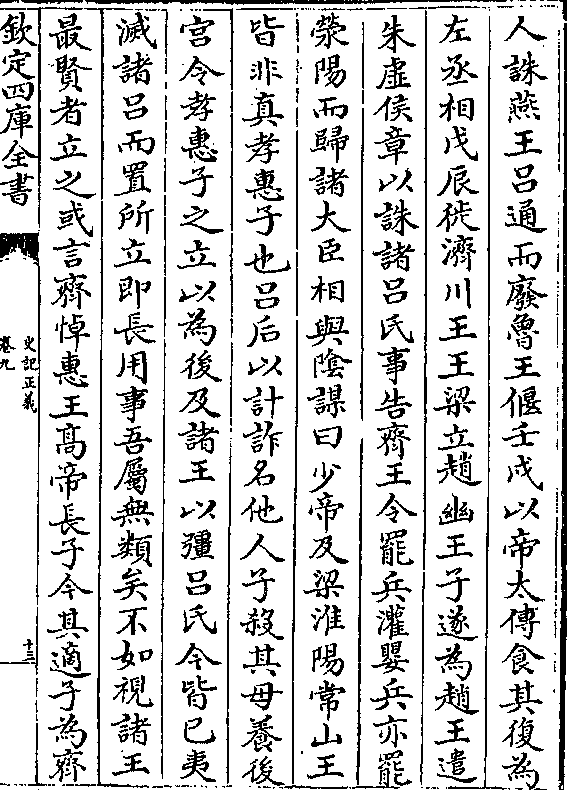 人誅燕王吕通而廢魯王偃壬戌以帝太傅食其復為
左丞相戊辰徙濟川王王梁立趙幽王子遂為趙王遣
朱虛侯章以誅諸吕氏事告齊王令罷兵灌嬰兵亦罷
滎陽而歸諸大臣相與陰謀曰少帝及梁淮陽常山王
皆非真孝惠子也吕后以計詐名他人子殺其母養後
宫令孝惠子之立以為後及諸王以彊吕氏今皆已夷
滅諸吕而置所立即長用事吾屬無類矣不如視諸王
最賢者立之或言齊悼惠王高帝長子今其適子為齊
欽定四庫全書
史記正義
卷九
十三